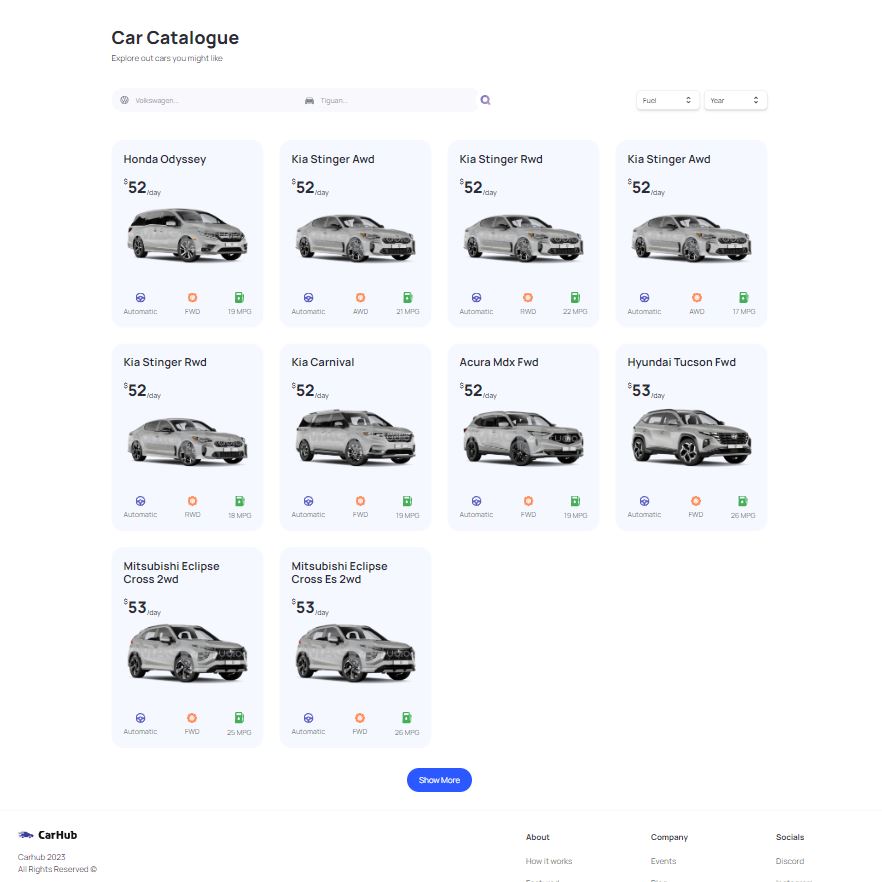 Car Catalogue
Explore out cars you might like
Volkswagen...
Tiguan...
Fuel
Year
Honda Odyssey
$52/day
Automatic
FWD
19 MPG
Kia Stinger Awd
$52/day
Automatic
AWD
21 MPG
Kia Stinger Rwd
$52/day
Automatic
RWD
22 MPG
Kia Stinger Awd
$52/day
Automatic
AWD
17 MPG
Kia Stinger Rwd
$52/day
Automatic
RWD
18 MPG
Kia Carnival
$52/day
Automatic
FWD
19 MPG
Acura Mdx Fwd
$52/day
Automatic
FWD
19 MPG
Hyundai Tucson Fwd
$53/day
Automatic
FWD
26 MPG
Mitsubishi Eclipse
Cross 2wd
$53/day
Automatic
FWD
25 MPG
Mitsubishi Eclipse
Cross Es 2wd
$53/day
Automatic
FWD
26 MPG
Show More
CarHub
Carhub 2023
All Rights Reserved ©
About
How it works
Company
Events
Socials
Discord